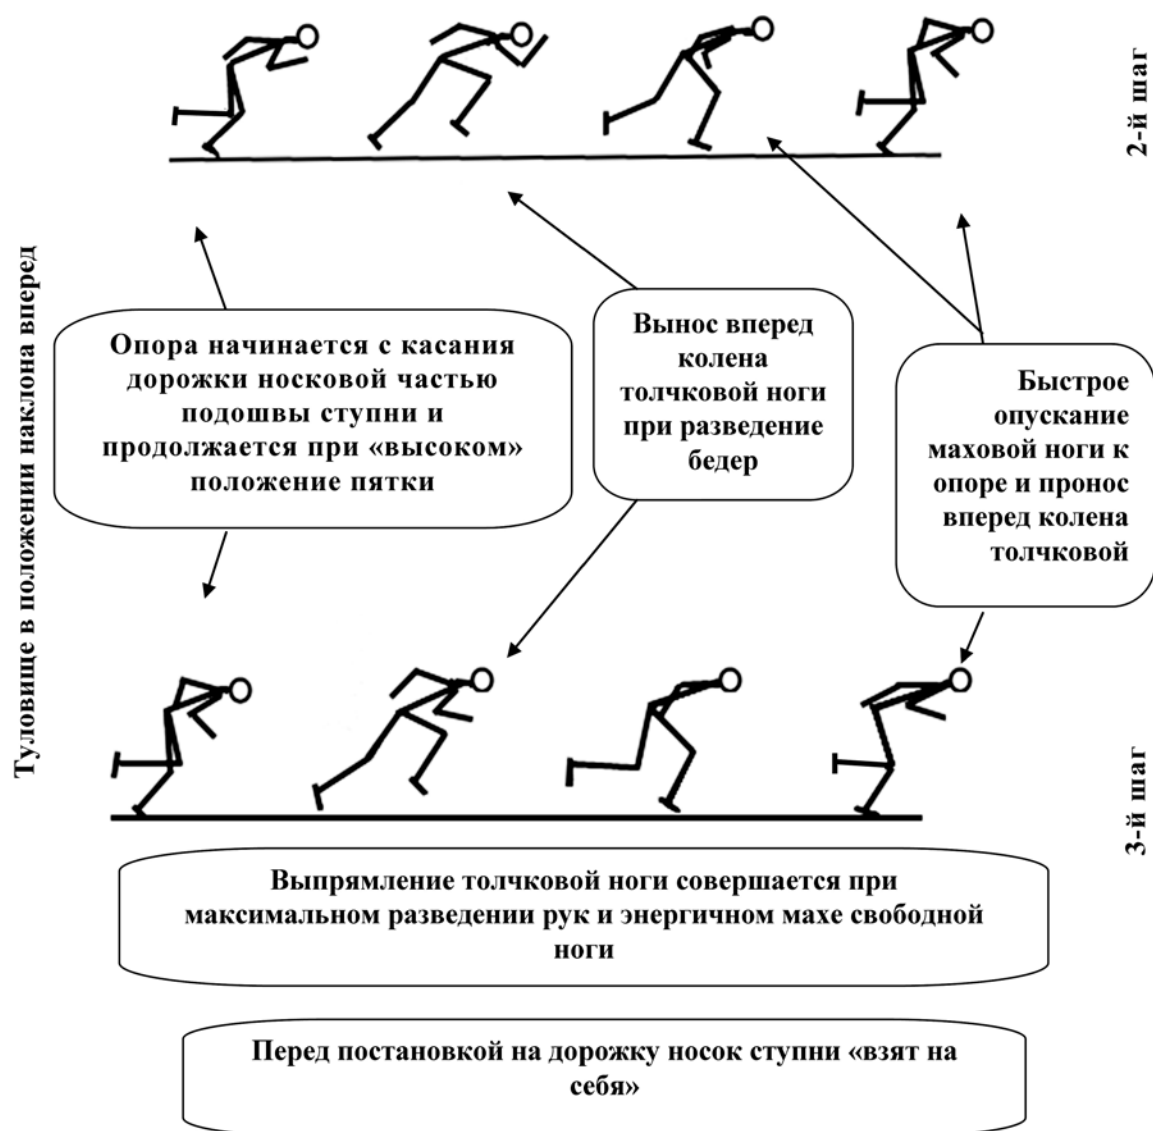 2-й шаг
Туловище в положении наклона вперед
Опора начинается с касания
дорожки носковой частью
подошвы ступни и
продолжается при «высоком»
положение пятки
Вынос вперед
колена
толчковой ноги
при разведение
бедер
Быстрое
опускание
маховой ноги к
опоре и пронос
вперед колена
толчковой
3-й шаг
Выпрямление толчковой ноги совершается при
максимальном разведении рук и энергичном махе свободной
ноги
Перед постановкой на дорожку носок ступни «взят на
себя»